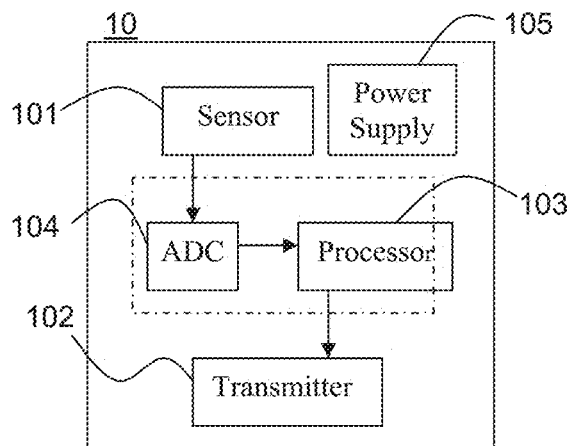 10
105
101
Sensor
Power
Supply
104
ADC
Processor
103
102
Transmitter